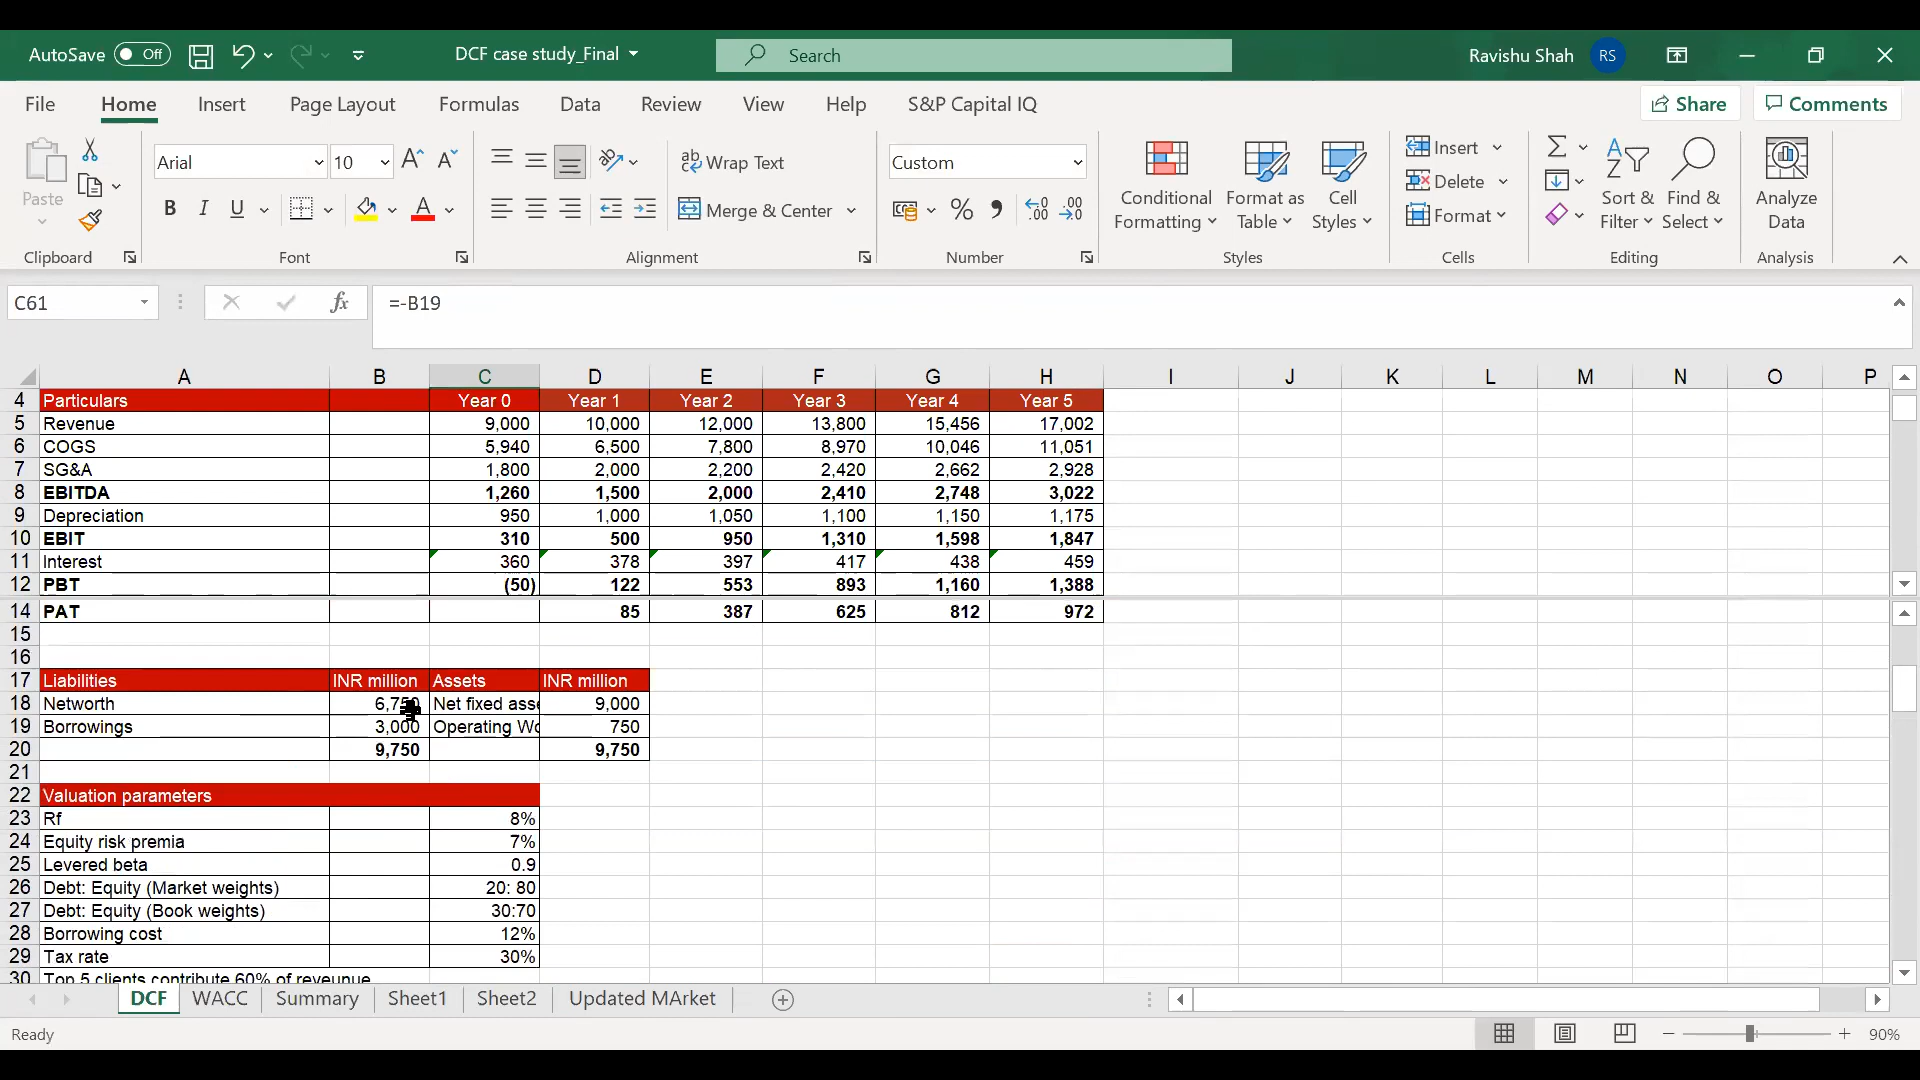 AutoSave Off DCF case study_Final Search Ravishu Shah RS
File Home Insert Page Layout Formulas Data Review View Help S&P Capital IQ Share Comments
Paste Arial 10 Wrap Text Custom Insert
Merge & Center Conditional Formatting Format as Table Cell Styles Delete Format Sort & Filter Find & Select Analyze Data
Clipboard Font Alignment Number Styles Cells Editing Analysis
C61 fx =-B19
A B C D E F G H I J K L M N O P
4 Particulars Year 0 Year 1 Year 2 Year 3 Year 4 Year 5
5 Revenue 9,000 10,000 12,000 13,800 15,456 17,002
6 COGS 5,940 6,500 7,800 8,970 10,046 11,051
7 SG&A 1,800 2,000 2,200 2,420 2,662 2,928
8 EBITDA 1,260 1,500 2,000 2,410 2,748 3,022
9 Depreciation 950 1,000 1,050 1,100 1,150 1,175
10 EBIT 310 500 950 1,310 1,598 1,847
11 Interest 360 378 397 417 438 459
12 PBT (50) 122 553 893 1,160 1,388
14 PAT 85 387 625 812 972
15
16
17 Liabilities INR million Assets INR million
18 Networth 6,750 Net fixed asse 9,000
19 Borrowings 3,000 Operating Wo 750
20 9,750 9,750
21
22 Valuation parameters
23 Rf 8%
24 Equity risk premia 7%
25 Levered beta 0.9
26 Debt: Equity (Market weights) 20: 80
27 Debt: Equity (Book weights) 30:70
28 Borrowing cost 12%
29 Tax rate 30%
30 Top 5 clients contribute 60% of reveunue
DCF WACC Summary Sheet1 Sheet2 Updated MArket
Ready 90%